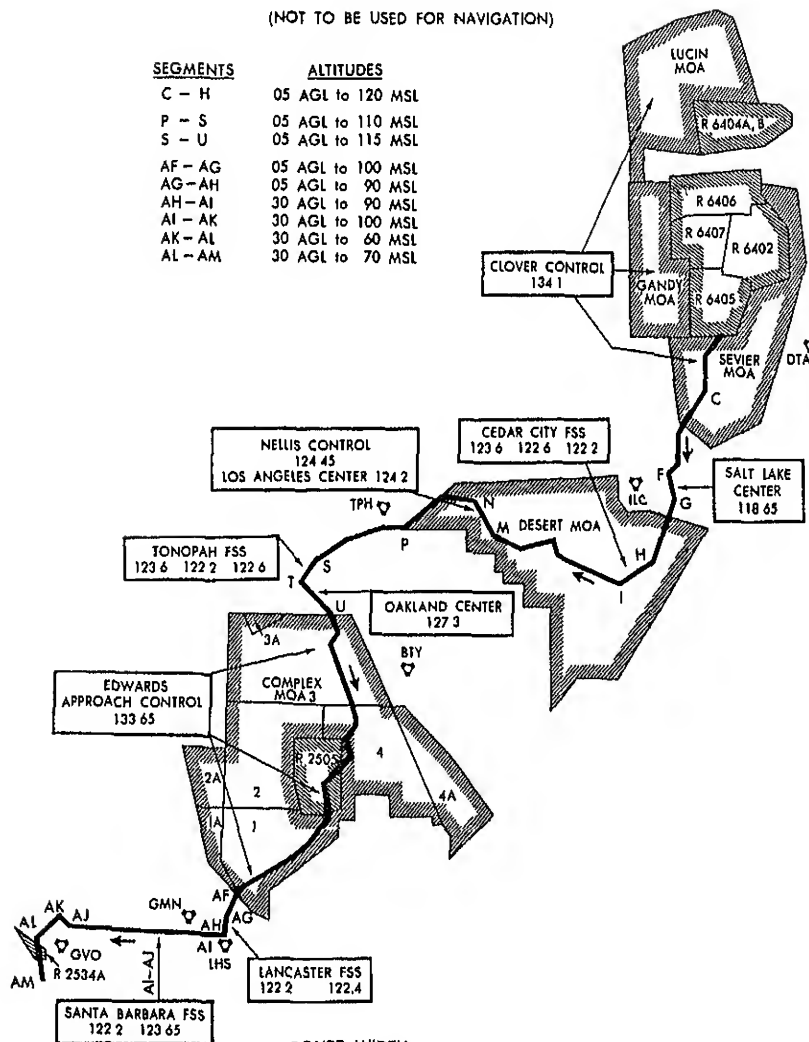 (NOT TO BE USED FOR NAVIGATION)
SEGMENTS ALTITUDES
C - H 05 AGL to 120 MSL
P - S 05 AGL to 110 MSL
S - U 05 AGL to 115 MSL
AF - AG 05 AGL to 100 MSL
AG - AH 05 AGL to 90 MSL
AH - AI 30 AGL to 90 MSL
AI - AK 30 AGL to 100 MSL
AK - AL 30 AGL to 60 MSL
AL - AM 30 AGL to 70 MSL
LUCIN
MOA
R 6404A, B
R 6406
R 6407
R 6402
CLOVER CONTROL
134 1
GANDY
MOA
R 6405
SEVIER
MOA
DTA
C
NELLIS CONTROL
124 45
LOS ANGELES CENTER 124 2
CEDAR CITY FSS
123 6 122 6 122 2
F
SALT LAKE
CENTER
118 65
ILC
G
TPH
N
M
DESERT MOA
P
H
I
TONOPAH FSS
123 6 122 2 122 6
S
T
U
OAKLAND CENTER
127 3
3A
BTY
EDWARDS
APPROACH CONTROL
133 65
COMPLEX
MOA 3
R 2505
4
2A
2
4A
1A
1
AF
GMN
AG
AH
AK
AL
AJ
AI
LHS
GVO
R 2534A
AM
AI-AJ
LANCASTER FSS
122 2 122,4
SANTA BARBARA FSS
122 2 123 65